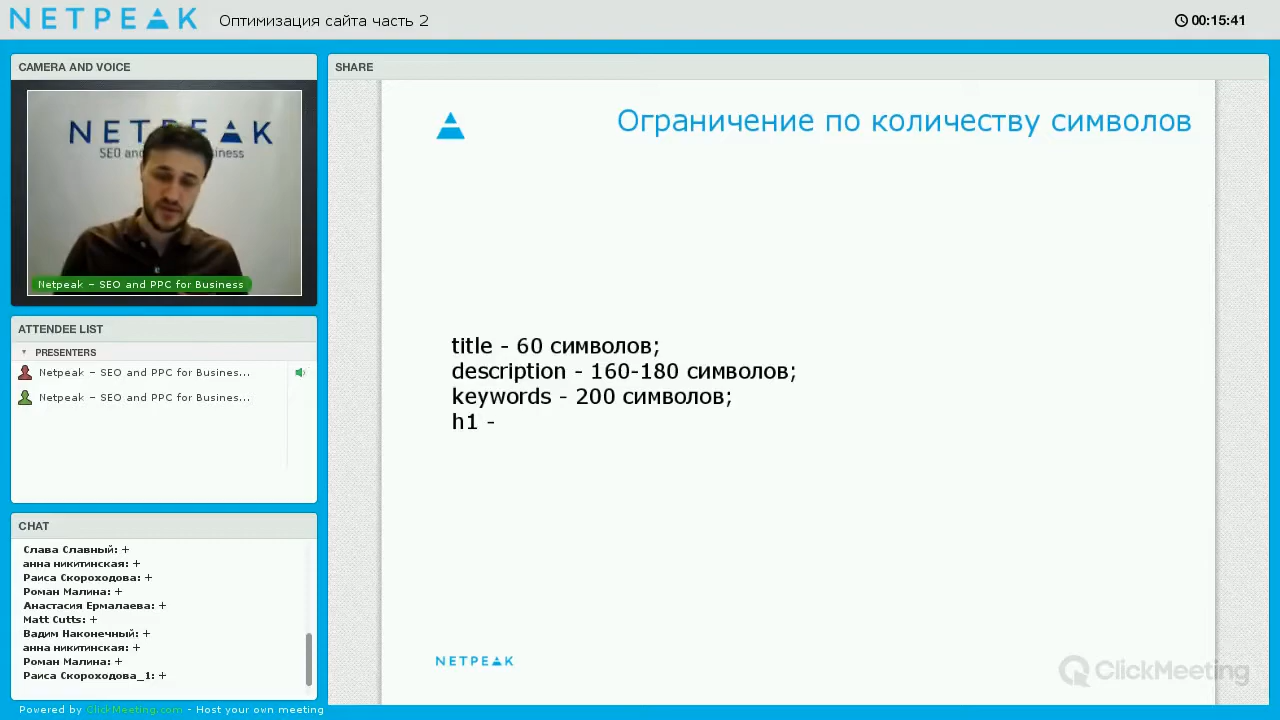 NETPEAK Оптимизация сайта часть 2 00:15:41
CAMERA AND VOICE
NETPEAK
SEO and business
Netpeak – SEO and PPC for Business
ATTENDEE LIST
PRESENTERS
Netpeak – SEO and PPC for Busines...
Netpeak – SEO and PPC for Busines...
CHAT
Слава Славный: +
анна никитинская: +
Раиса Скороходова: +
Роман Малина: +
Анастасия Ермалаева: +
Matt Cutts: +
Вадим Наконечный: +
анна никитинская: +
Роман Малина: +
Раиса Скороходова_1: +
Powered by ClickMeeting.com - Host your own meeting
SHARE
Ограничение по количеству символов
title - 60 символов;
description - 160-180 символов;
keywords - 200 символов;
h1 -
NETPEAK
ClickMeeting